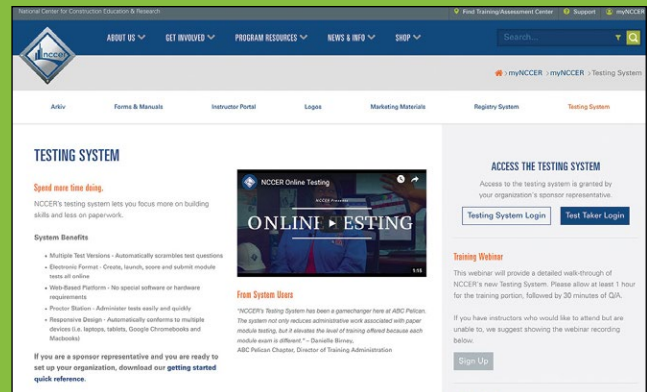 National Center for Construction Education & Research
Find Training/Assessment Center
Support
myNCCER
nccer
ABOUT US
GET INVOLVED
PROGRAM RESOURCES
NEWS & INFO
SHOP
Search...
myNCCER
myNCCER
Testing System
Arkiv
Forms & Manuals
Instructor Portal
Logos
Marketing Materials
Registry System
Testing System
TESTING SYSTEM
Spend more time doing.
NCCER's testing system lets you focus more on building
skills and less on paperwork.
System Benefits
• Multiple Test Versions - Automatically scrambles test questions
• Electronic Format - Create, launch, score and submit module
tests all online
• Web-Based Platform - No special software or hardware
requirements
• Proctor Station - Administer tests easily and quickly
• Responsive Design - Automatically conforms to multiple
devices (i.e. laptops, tablets, Google Chromebooks and
Macbooks)
If you are a sponsor representative and you are ready to
set up your organization, download our getting started
quick reference.
NCCER Online Testing
NCCER Presents
ONLINE TESTING
1:15
From System Users
"NCCER's Testing System has been a gamechanger here at ABC Pelican.
The system not only reduces administrative work associated with paper
module testing, but it elevates the level of training offered because each
module exam is different." – Danielle Birney,
ABC Pelican Chapter, Director of Training Administration
ACCESS THE TESTING SYSTEM
Access to the testing system is granted by
your organization's sponsor representative.
Testing System Login
Test Taker Login
Training Webinar
This webinar will provide a detailed walk-through of
NCCER's new Testing System. Please allow at least 1 hour
for the training portion, followed by 30 minutes of Q/A.
If you have instructors who would like to attend but are
unable to, we suggest showing the webinar recording
below.
Sign Up